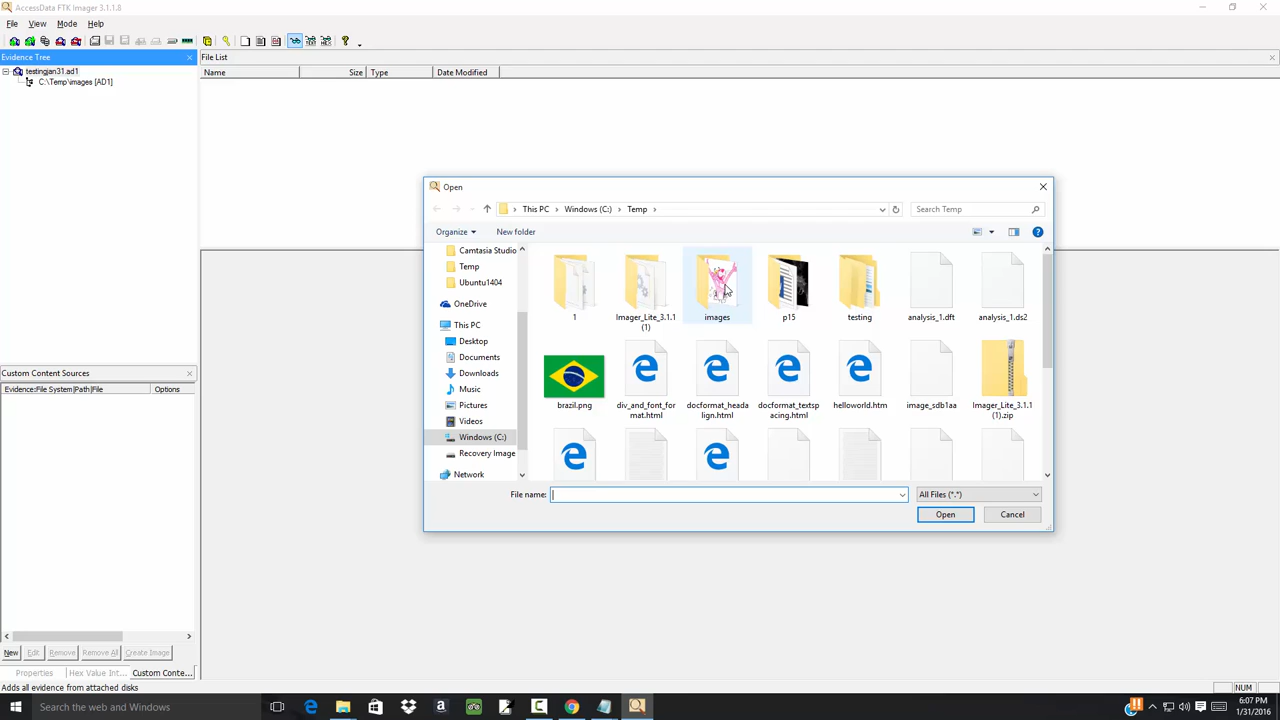 AccessData FTK Imager 3.1.1.8
File View Mode Help
Evidence Tree
File List
Name Size Type Date Modified
testingjan31.ad1
C:\Temp\images [AD1]
Open
This PC Windows (C:) Temp
Search Temp
Organize New folder
Camtasia Studio
Temp
Ubuntu1404
OneDrive
This PC
Desktop
Documents
Downloads
Music
Pictures
Videos
Windows (C:)
Recovery Image
Network
1
Imager_Lite_3.1.1
(1)
images
p15
testing
analysis_1.dft
analysis_1.ds2
brazil.png
div_and_font_for
mat.html
docformat_heada
lign.html
docformat_textsp
acing.html
helloworld.htm
image_sdb1aa
Imager_Lite_3.1.1
(1).zip
File name:
All Files (*.*)
Open Cancel
Custom Content Sources
Evidence:File System|Path|File Options
New Edit Remove Remove All Create Image
Properties Hex Value Int... Custom Conte...
Adds all evidence from attached disks
NUM
Search the web and Windows
6:07 PM
1/31/2016